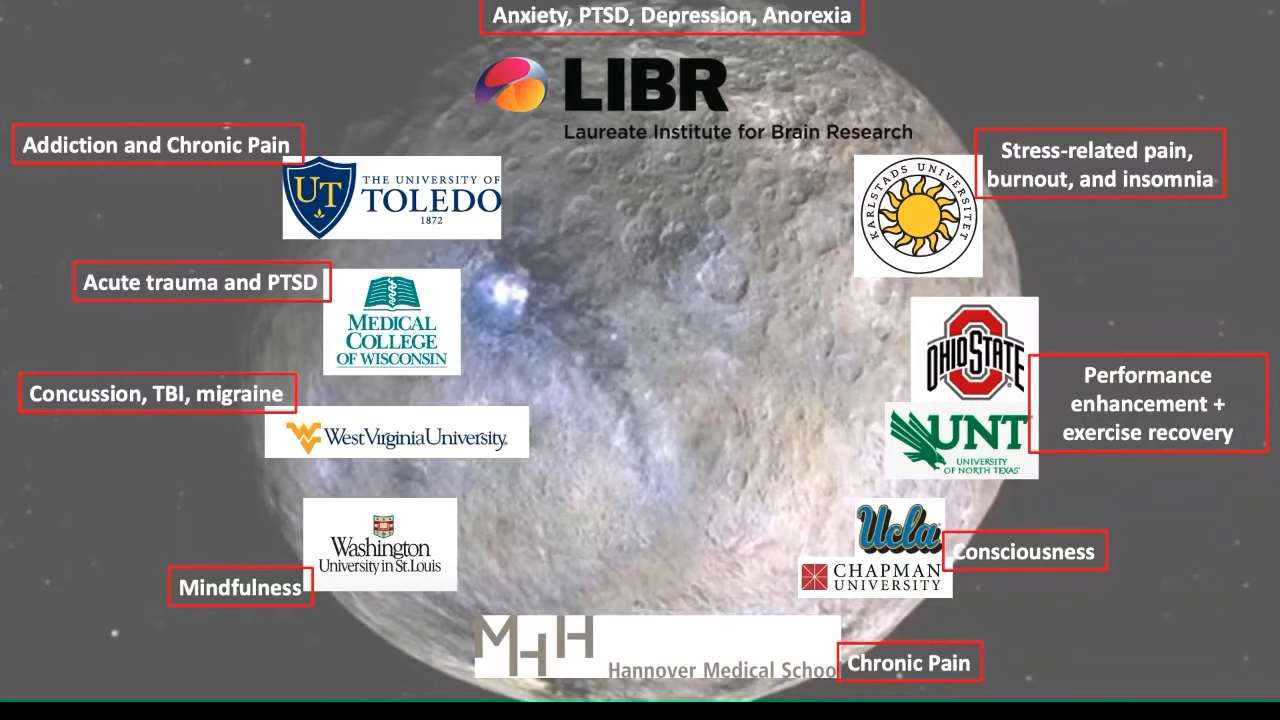 Anxiety, PTSD, Depression, Anorexia
LIBR
Laureate Institute for Brain Research
Addiction and Chronic Pain
UT
THE UNIVERSITY OF
TOLEDO
1872
Stress-related pain,
burnout, and insomnia
KARLSTADS UNIVERSITET
Acute trauma and PTSD
MEDICAL
COLLEGE
OF WISCONSIN
OHIO STATE
Performance
enhancement +
exercise recovery
Concussion, TBI, migraine
WV
WestVirginiaUniversity.
UNT
UNIVERSITY
OF NORTH TEXAS
Washington
University in St. Louis
Mindfulness
Ucla
CHAPMAN
UNIVERSITY
Consciousness
MHH
Hannover Medical School
Chronic Pain